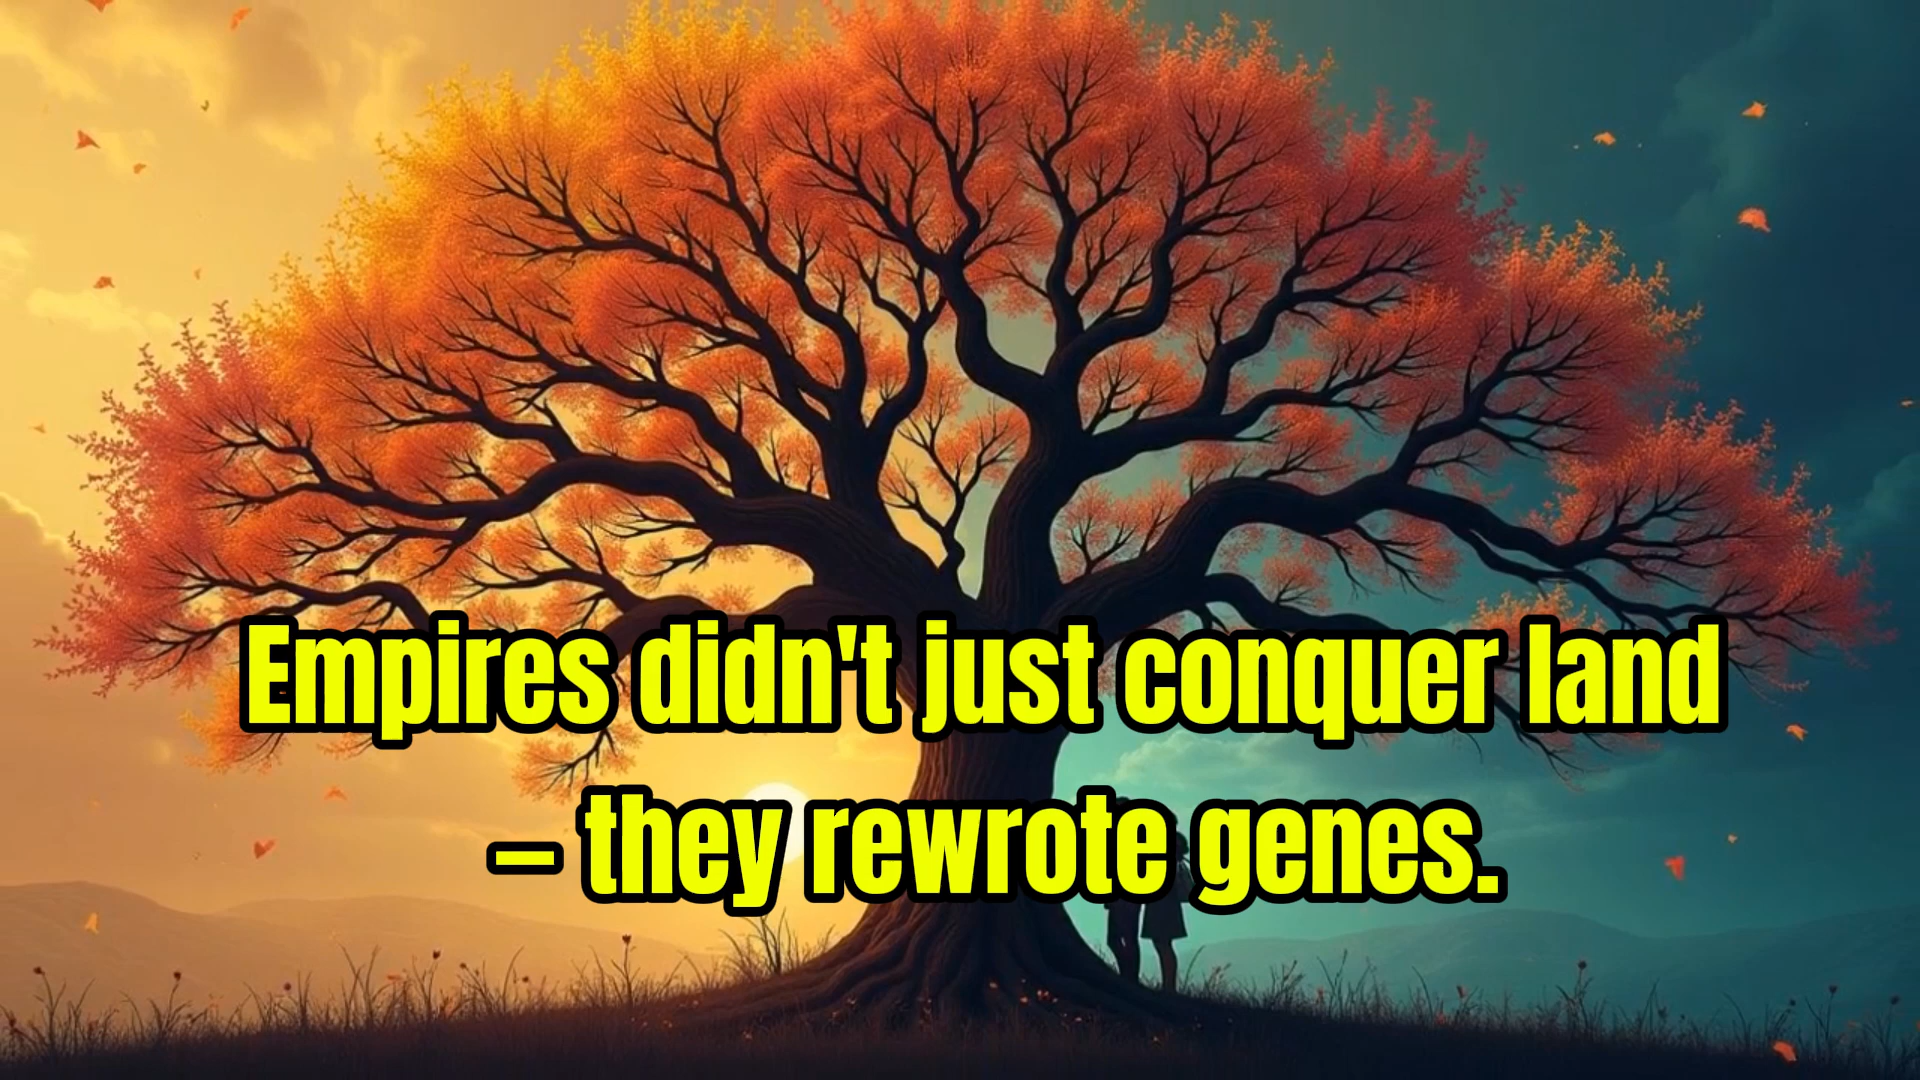 Empires didn't just conquer land
– they rewrote genes.